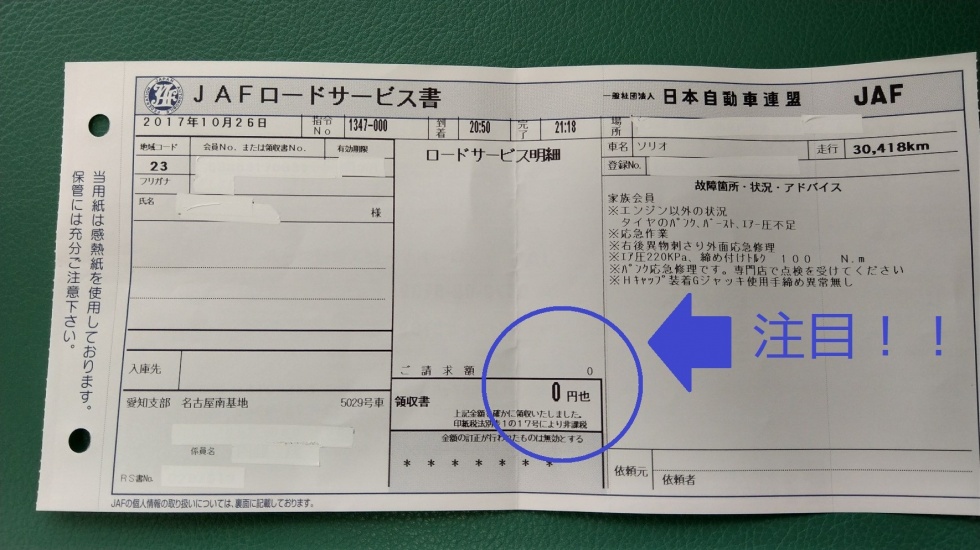 JAFロードサービス書
一般社団法人 日本自動車連盟 JAF
2017年10月26日
指令No 1347-000
到着 20:50
完了 21:18
場所
地域コード
会員No. または領収書No.
有効期限
23
フリガナ
氏名
様
ロードサービス明細
車名 ソリオ
走行 30,418km
登録No.
故障箇所・状況・アドバイス
家族会員
※エンジン以外の状況
タイヤのパンク、バースト、エアー圧不足
※応急作業
※右後異物刺さり外面応急修理
※エア圧220KPa、締め付けトルク 100 N.m
※パンク応急修理です。専門店で点検を受けてください
※Hキャップ装着Gジャッキ使用手締め異常無し
注目！！
入庫先
ご請求額 0
領収書
0円也
上記金額を確かに領収いたしました。
印紙税法別表1の17号により非課税
金額の訂正が行われたものは無効とする
* * * * * * *
愛知支部 名古屋南基地 5029号車
係員名
RS書No.
依頼元
依頼者
JAFの個人情報の取り扱いについては、裏面に記載しております。
当用紙は感熱紙を使用しております。
保管には充分ご注意下さい。